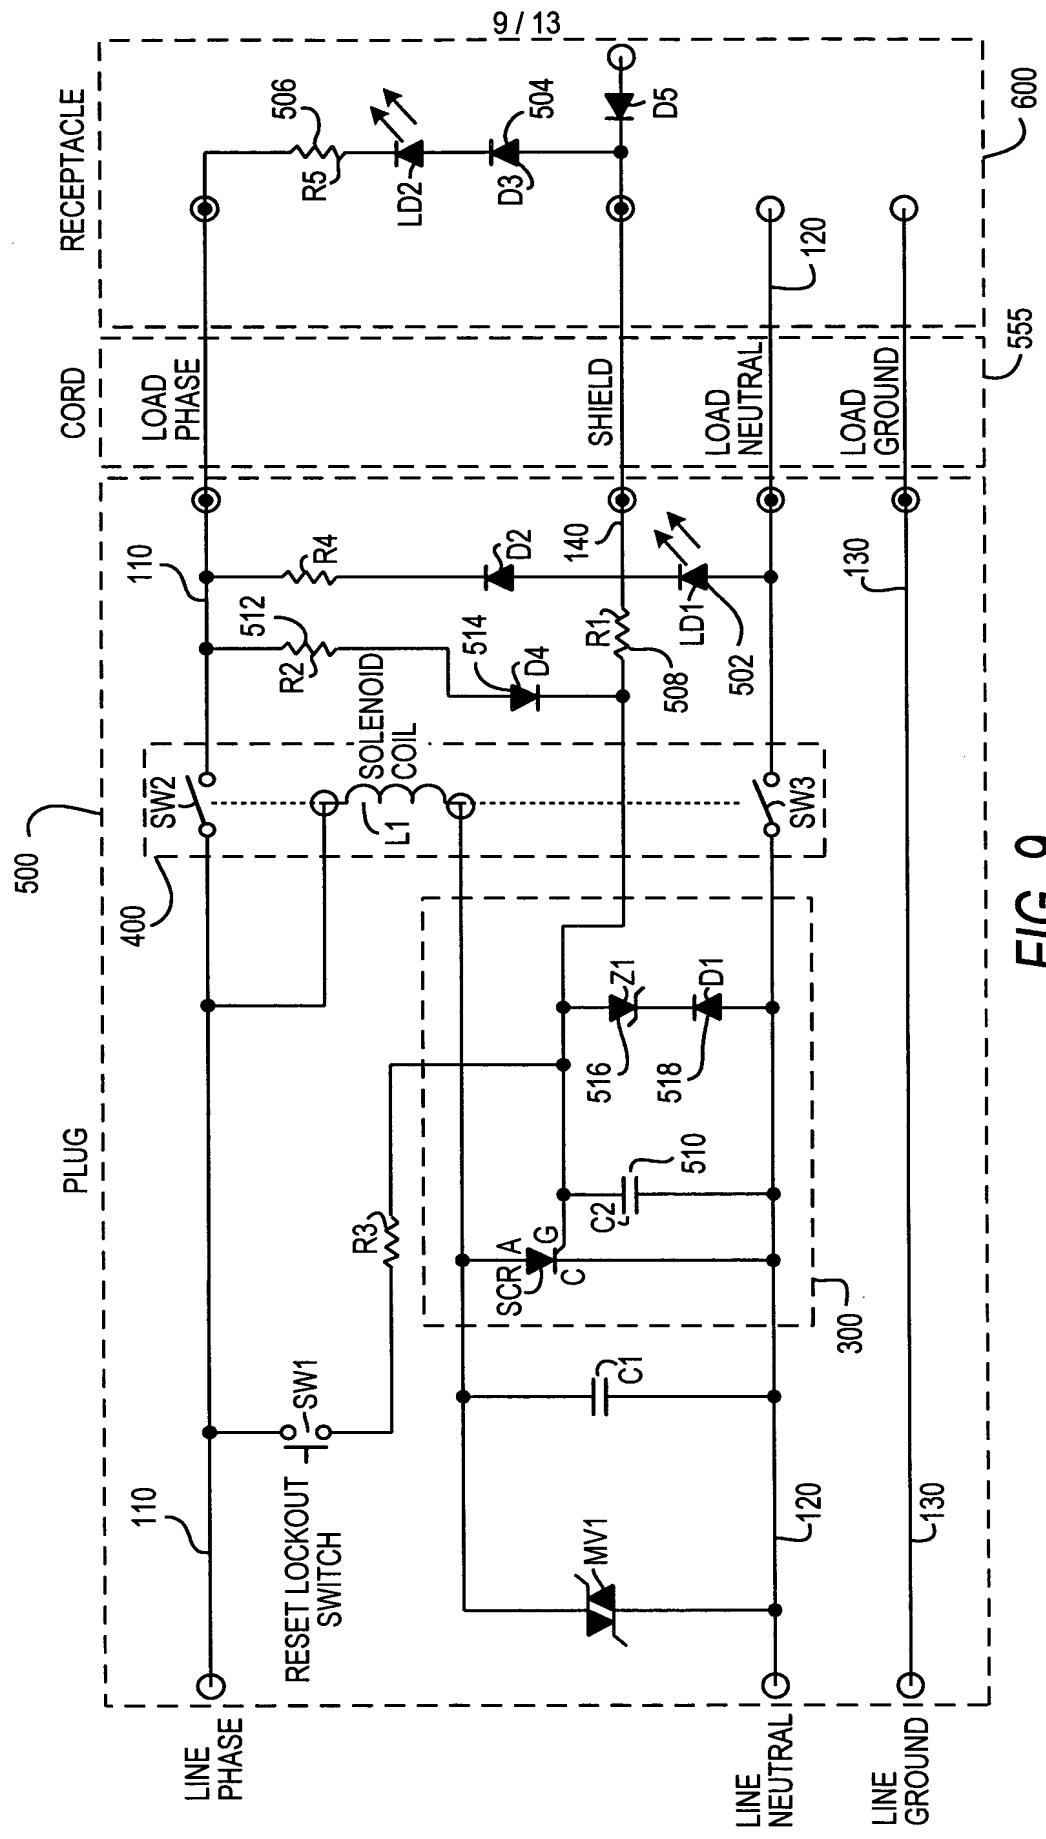 9 / 13
RECEPTACLE
CORD
PLUG
500
110
LINE
PHASE
RESET LOCKOUT
SWITCH
SW1
R3
400
SW2
SOLENOID
COIL
L1
512
R2
110
R4
514
D4
D2
140
R1
508
LD1
502
SW3
LOAD
PHASE
SHIELD
LOAD
NEUTRAL
LOAD
GROUND
506
R5
LD2
504
D3
D5
120
600
555
MV1
C1
SCR
A
G
C
C2
510
516
Z1
518
D1
300
120
130
130
LINE
NEUTRAL
LINE
GROUND
FIG. 9